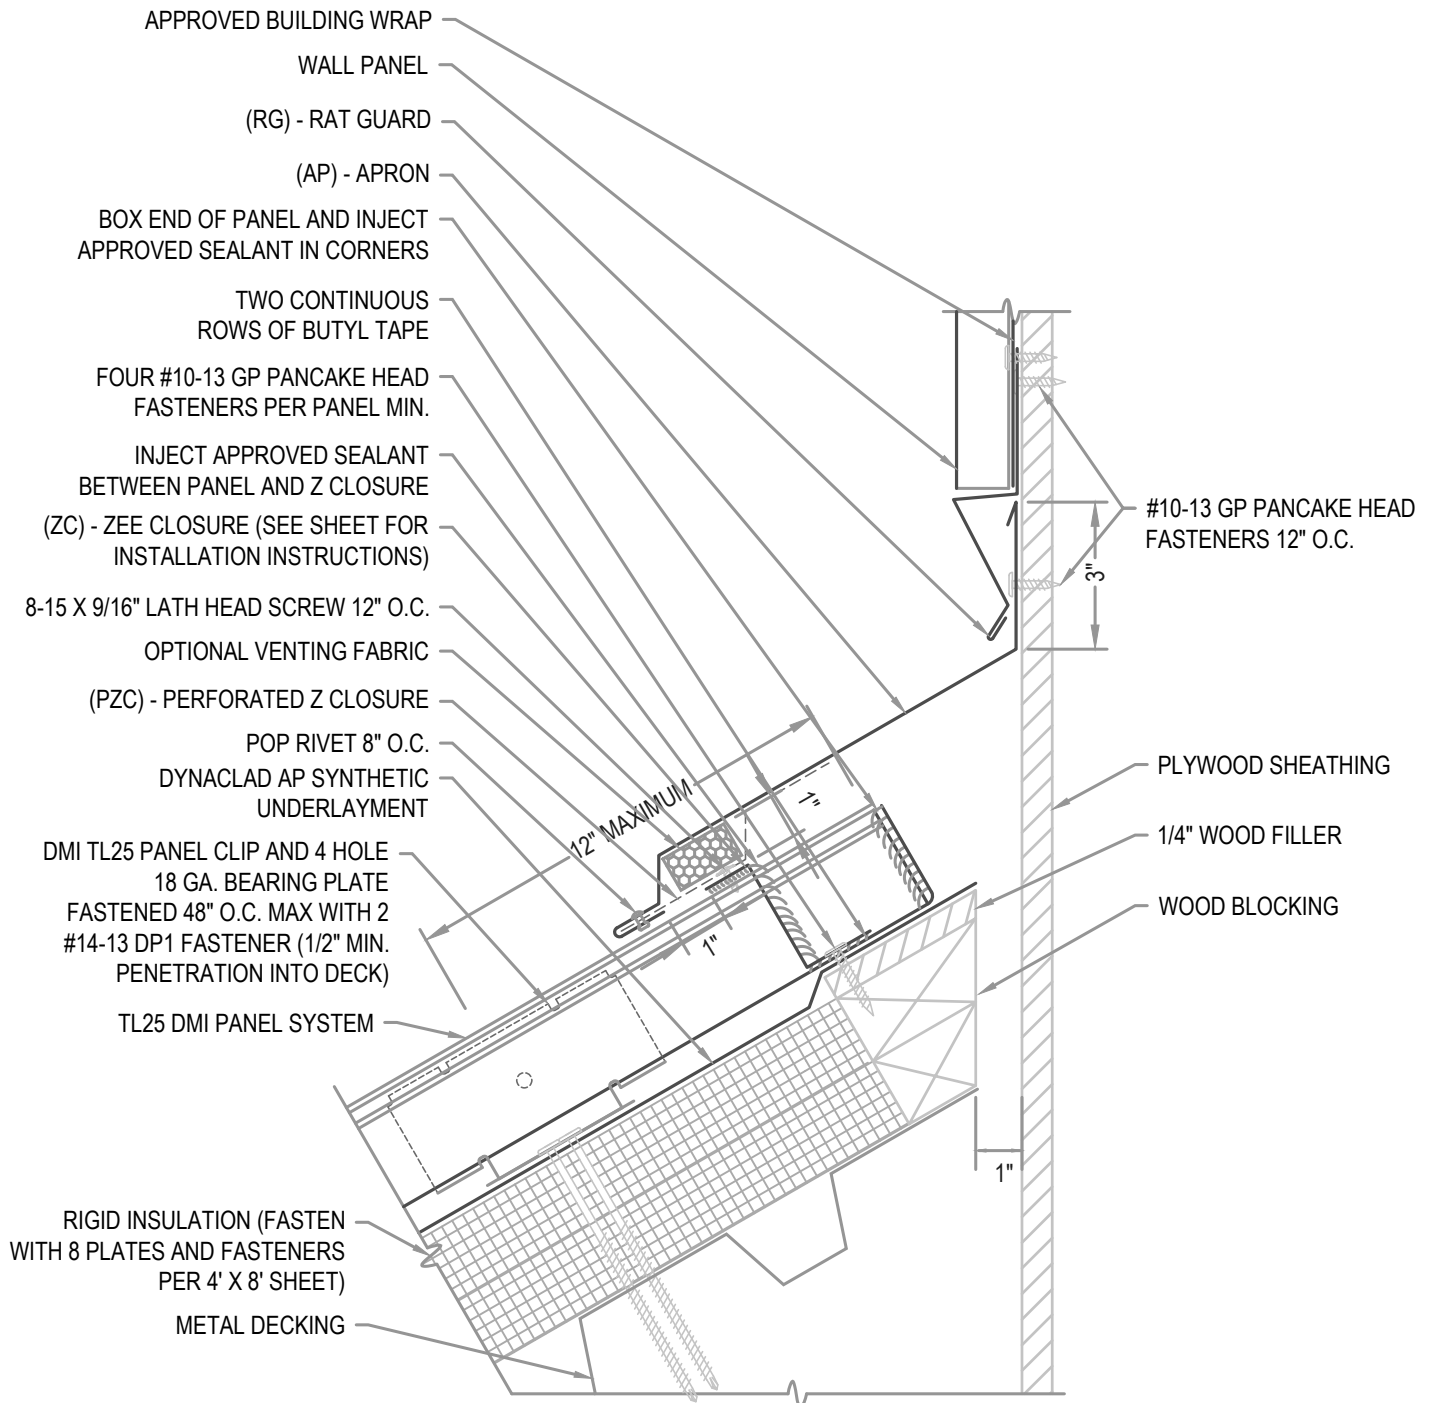 APPROVED BUILDING WRAP
WALL PANEL
(RG) - RAT GUARD
(AP) - APRON
BOX END OF PANEL AND INJECT
APPROVED SEALANT IN CORNERS
TWO CONTINUOUS
ROWS OF BUTYL TAPE
FOUR #10-13 GP PANCAKE HEAD
FASTENERS PER PANEL MIN.
INJECT APPROVED SEALANT
BETWEEN PANEL AND Z CLOSURE
(ZC) - ZEE CLOSURE (SEE SHEET FOR
INSTALLATION INSTRUCTIONS)
8-15 X 9/16" LATH HEAD SCREW 12" O.C.
OPTIONAL VENTING FABRIC
(PZC) - PERFORATED Z CLOSURE
POP RIVET 8" O.C.
DYNACLAD AP SYNTHETIC
UNDERLAYMENT
DMI TL25 PANEL CLIP AND 4 HOLE
18 GA. BEARING PLATE
FASTENED 48" O.C. MAX WITH 2
#14-13 DP1 FASTENER (1/2" MIN.
PENETRATION INTO DECK)
TL25 DMI PANEL SYSTEM
RIGID INSULATION (FASTEN
WITH 8 PLATES AND FASTENERS
PER 4' X 8' SHEET)
METAL DECKING
12" MAXIMUM
1"
1"
#10-13 GP PANCAKE HEAD
FASTENERS 12" O.C.
3"
PLYWOOD SHEATHING
1/4" WOOD FILLER
WOOD BLOCKING
1"